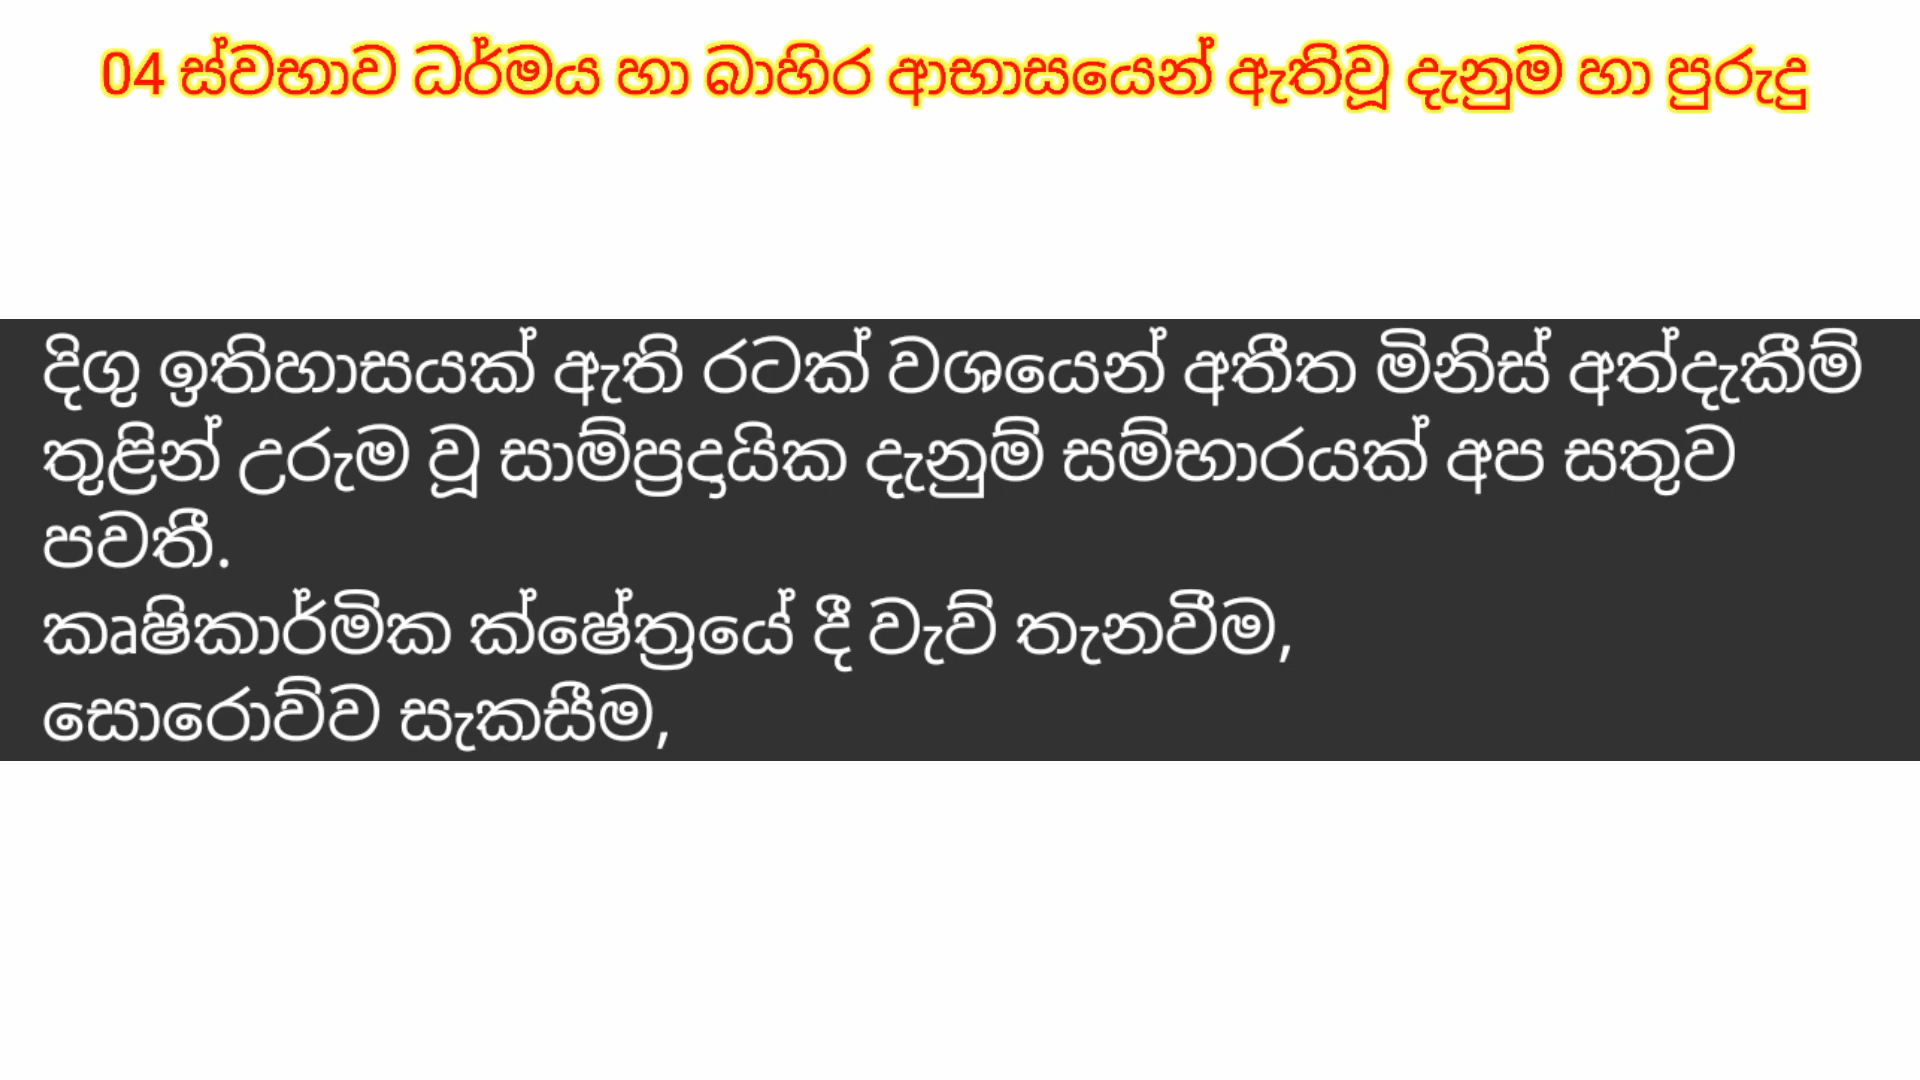 04 ස්වභාව ධර්මය හා බාහිර ආභාසයෙන් ඇතිවූ දැනුම හා පුරුදු
දිගු ඉතිහාසයක් ඇති රටක් වශයෙන් අතීත මිනිස් අත්දැකීම්
තුළින් උරුම වූ සාම්ප්‍රදායික දැනුම් සම්භාරයක් අප සතුව
පවතී.
කෘෂිකාර්මික ක්ෂේත්‍රයේ දී වැව් තැනවීම,
සොරොව්ව සැකසීම,